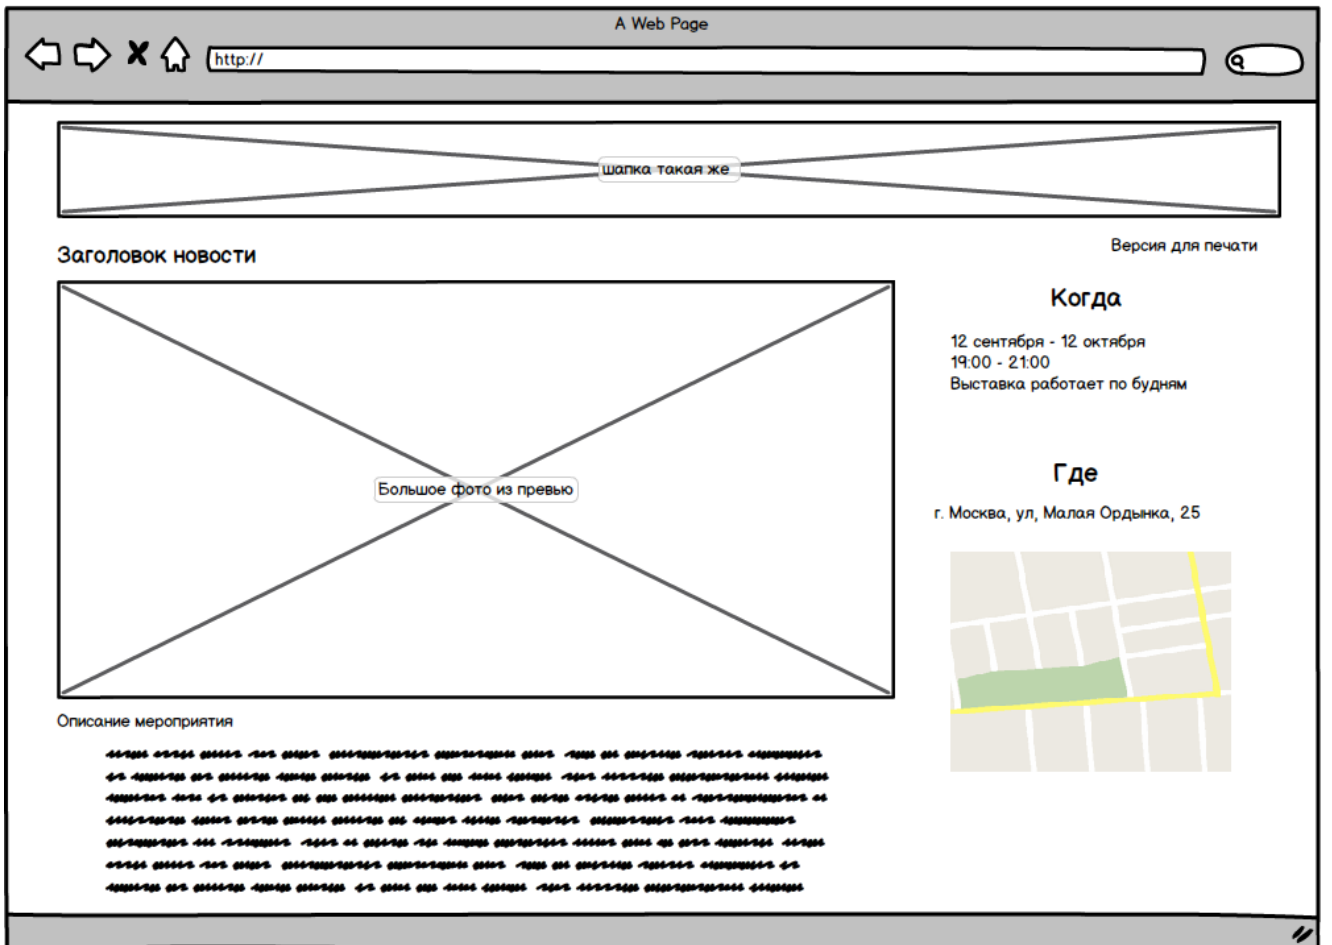 A Web Page
http://
шапка такая же
Заголовок новости
Версия для печати
Большое фото из превью
Когда
12 сентября - 12 октября
19:00 - 21:00
Выставка работает по будням
Где
г. Москва, ул, Малая Ордынка, 25
Описание мероприятия